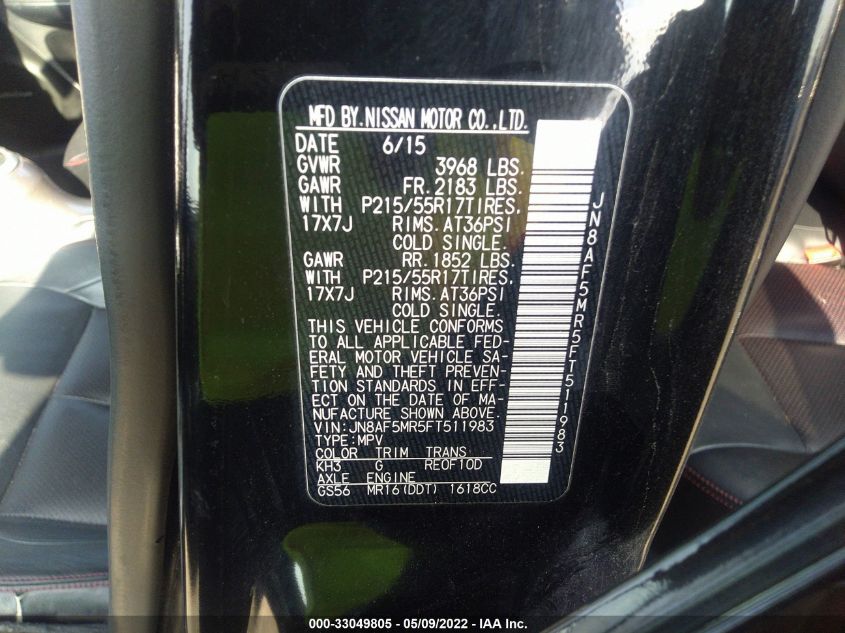 MFD BY. NISSAN MOTOR CO.,LTD.
DATE 6/15
GVWR 3968 LBS.
GAWR FR. 2183 LBS.
WITH P215/55R17TIRES,
17X7J RIMS. AT36PSI
COLD SINGLE.
GAWR RR. 1852 LBS.
WITH P215/55R17TIRES,
17X7J RIMS. AT36PSI
COLD SINGLE.
THIS VEHICLE CONFORMS
TO ALL APPLICABLE FED-
ERAL MOTOR VEHICLE SA-
FETY AND THEFT PREVEN-
TION STANDARDS IN EFF-
ECT ON THE DATE OF MA-
NUFACTURE SHOWN ABOVE.
VIN:JN8AF5MR5FT511983
TYPE:MPV
COLOR TRIM TRANS
KH3 G RE0F10D
AXLE ENGINE
GS56 MR16(DDT) 1618CC
JN8AF5MR5FT511983
000-33049805 - 05/09/2022 - IAA Inc.